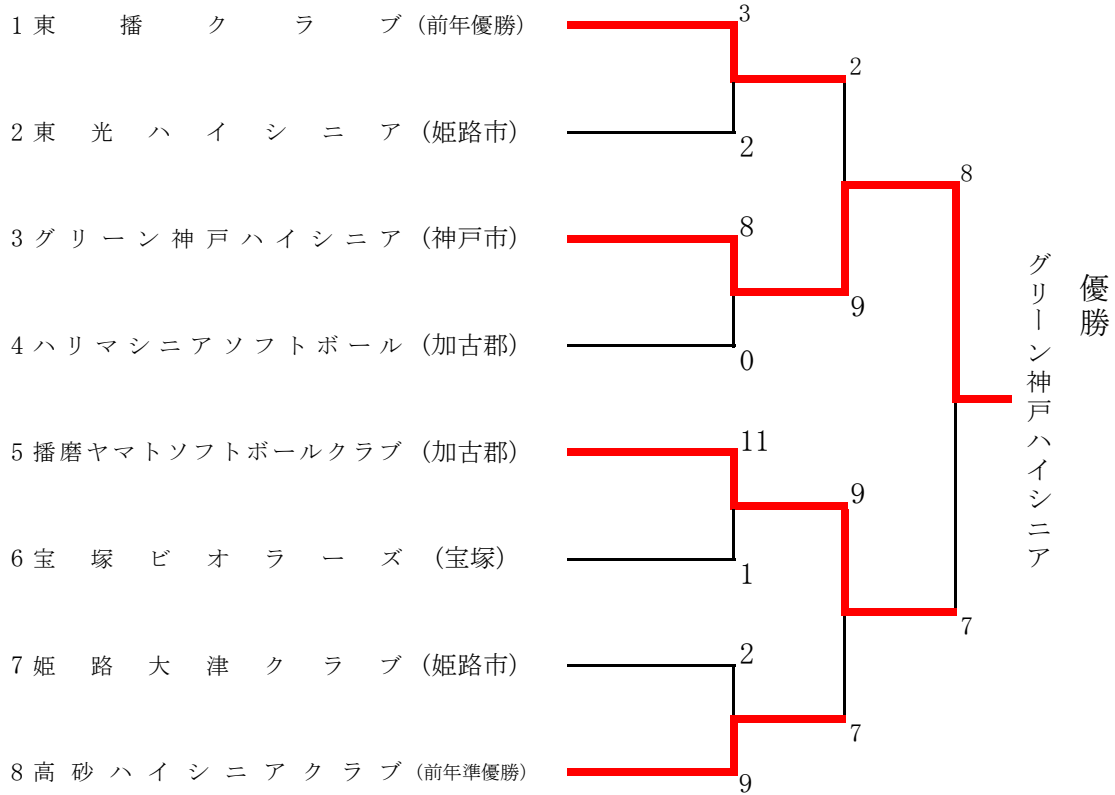 1 東播クラブ (前年優勝)
3
2
2 東光ハイシニア (姫路市)
2
8
3 グリーン神戸ハイシニア (神戸市)
8
9
4 ハリマシニアソフトボール (加古郡)
0
グリーン神戸ハイシニア
優勝
5 播磨ヤマトソフトボールクラブ (加古郡)
11
9
6 宝塚ビオラーズ (宝塚)
1
7
7 姫路大津クラブ (姫路市)
2
7
8 高砂ハイシニアクラブ (前年準優勝)
9